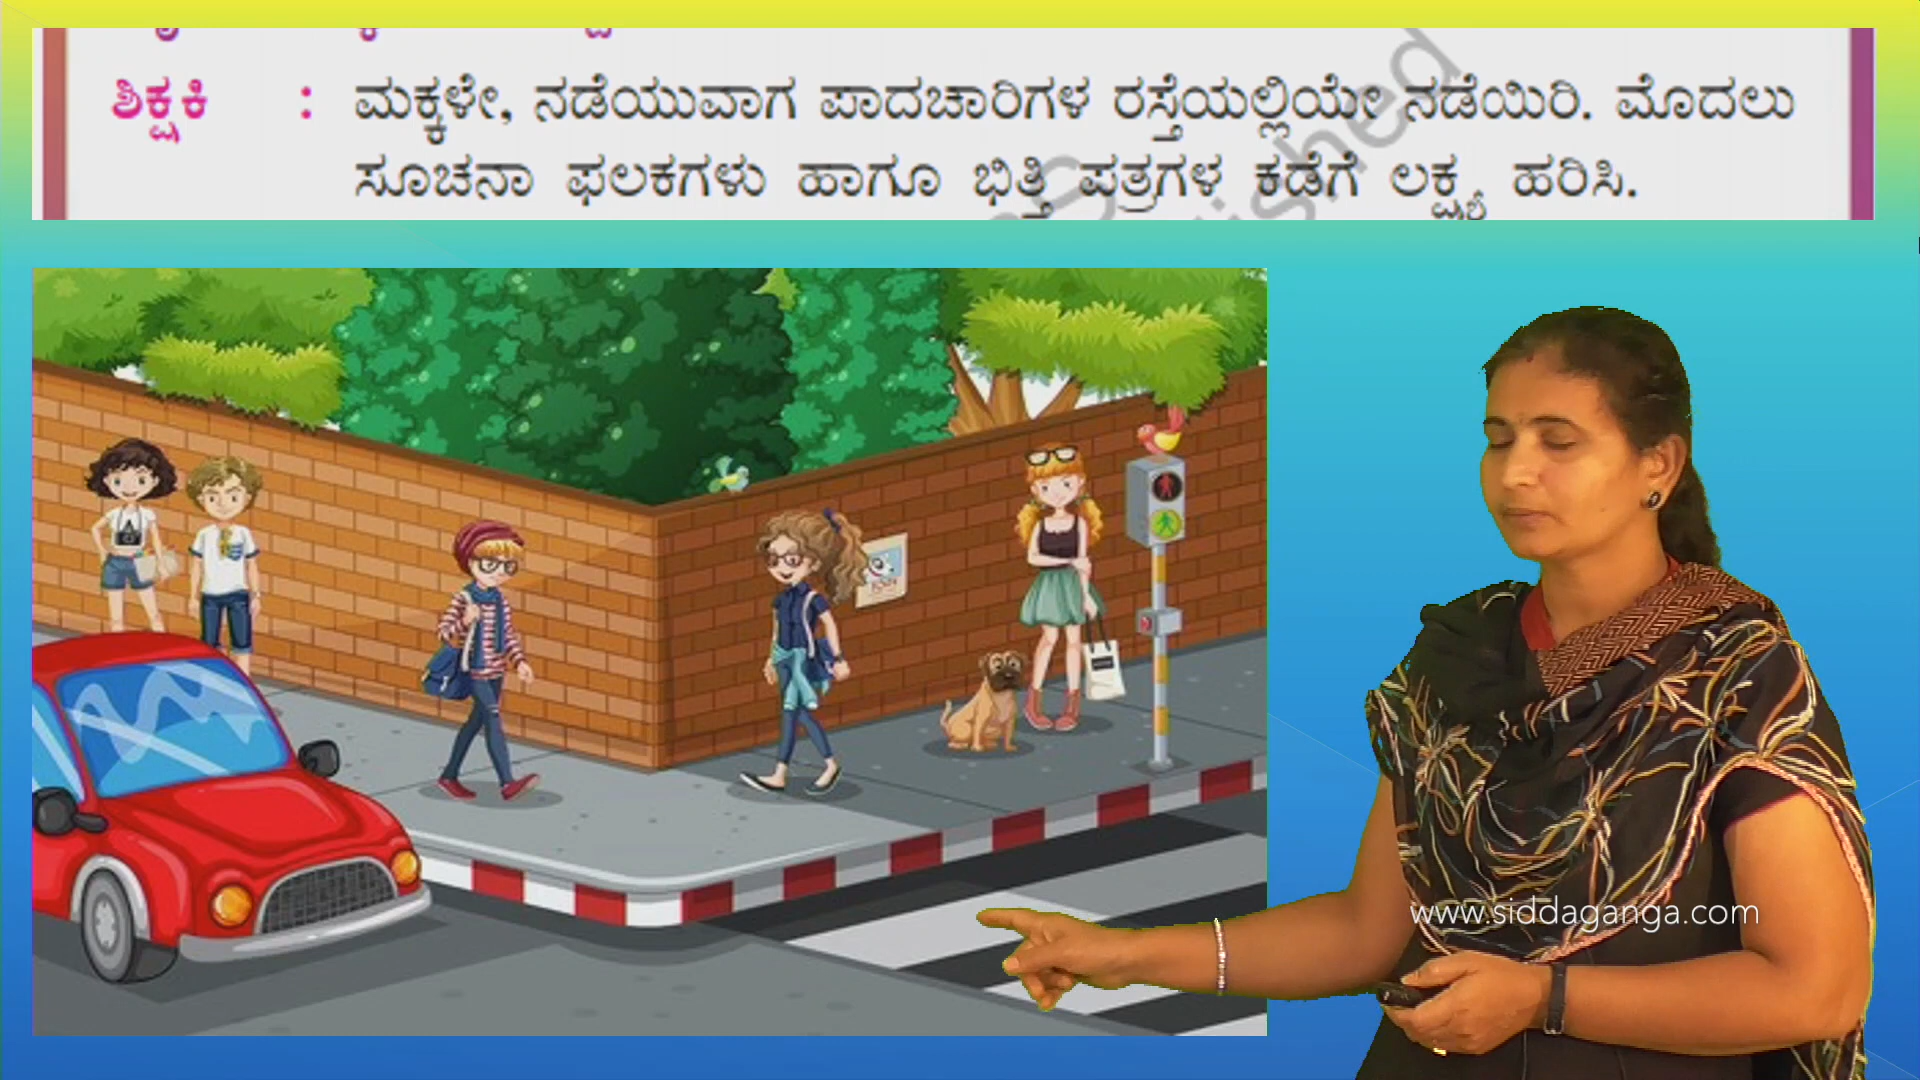 ಶಿಕ್ಷಕಿ : ಮಕ್ಕಳೇ, ನಡೆಯುವಾಗ ಪಾದಚಾರಿಗಳ ರಸ್ತೆಯಲ್ಲಿಯೇ ನಡೆಯಿರಿ. ಮೊದಲು
ಸೂಚನಾ ಫಲಕಗಳು ಹಾಗೂ ಭಿತ್ತಿ ಪತ್ರಗಳ ಕಡೆಗೆ ಲಕ್ಷ್ಯ ಹರಿಸಿ.
www.siddaganga.com